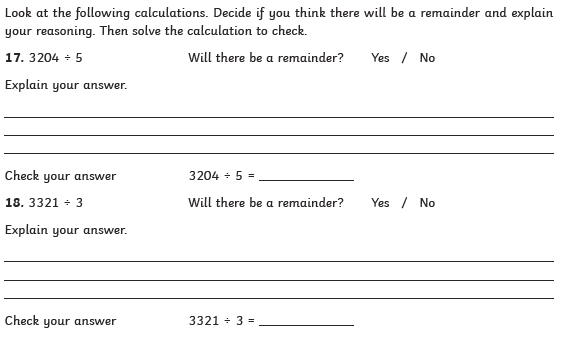 Look at the following calculations. Decide if you think there will be a remainder and explain
your reasoning. Then solve the calculation to check.
17. 3204 ÷ 5 Will there be a remainder? Yes / No
Explain your answer.
Check your answer 3204 ÷ 5 = 
18. 3321 ÷ 3 Will there be a remainder? Yes / No
Explain your answer.
Check your answer 3321 ÷ 3 =